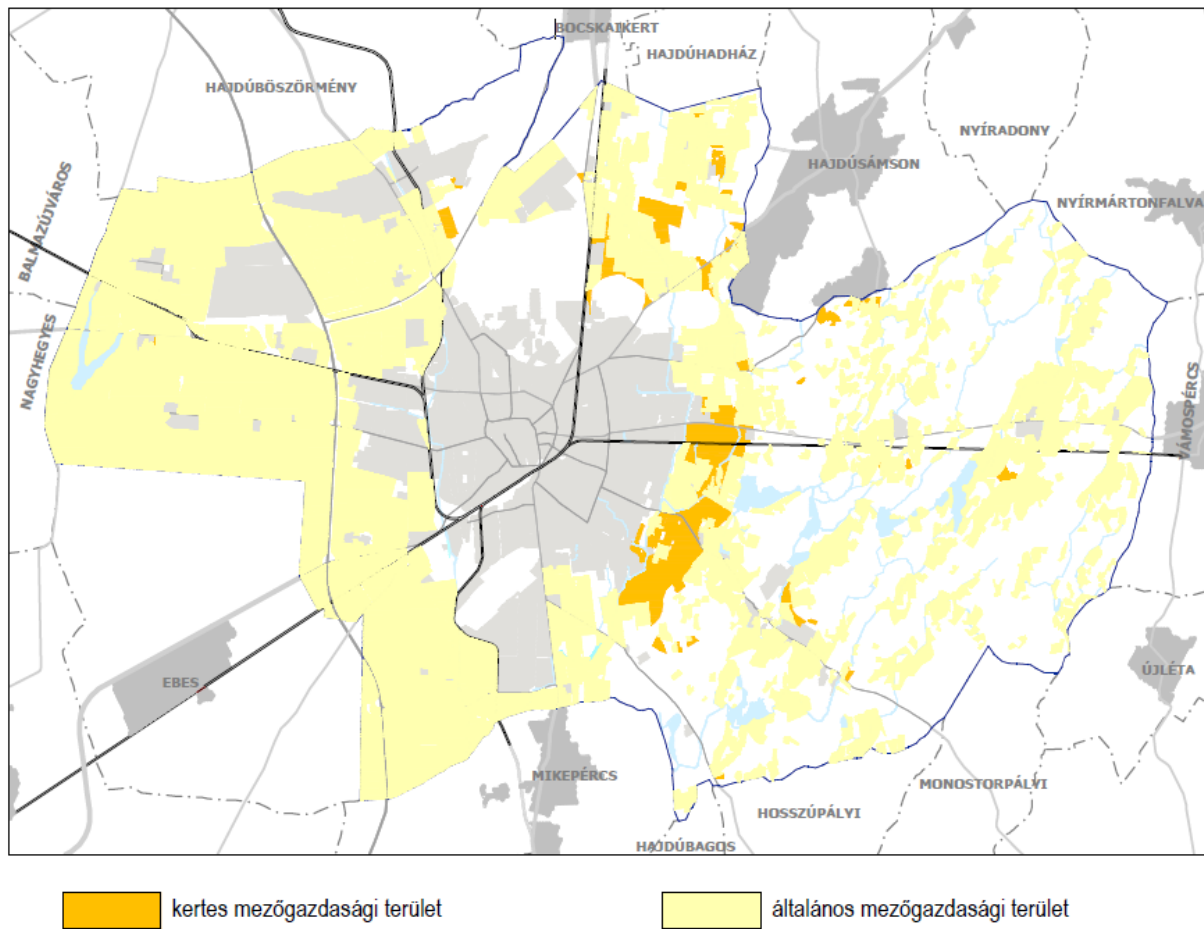 BOCSKAIKERT
HAJDÚHADHÁZ
HAJDÚBÖSZÖRMÉNY
NYÍRADONY
HAJDÚSÁMSON
NYÍRMÁRTONFALVA
BALMAZÚJVÁROS
NAGYHEGYES
VÁMOSPÉRCS
EBES
ÚJLÉTA
MIKEPÉRCS
MONOSTORPÁLYI
HOSSZÚPÁLYI
HAJDÚBAGOS
kertes mezőgazdasági terület
általános mezőgazdasági terület